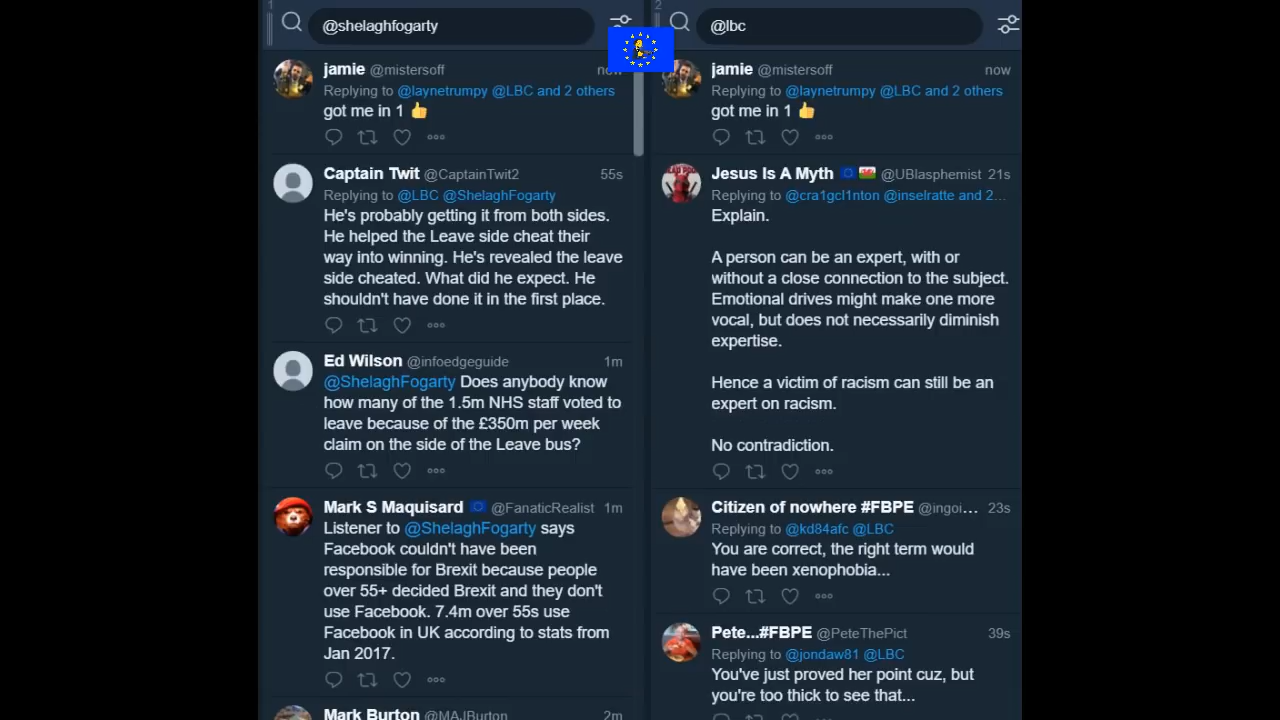 1
@shelaghfogarty
jamie @mistersoff now
Replying to @laynetrumpy @LBC and 2 others
got me in 1 👍
Captain Twit @CaptainTwit2 55s
Replying to @LBC @ShelaghFogarty
He's probably getting it from both sides.
He helped the Leave side cheat their
way into winning. He's revealed the leave
side cheated. What did he expect. He
shouldn't have done it in the first place.
Ed Wilson @infoedgeguide 1m
@ShelaghFogarty Does anybody know
how many of the 1.5m NHS staff voted to
leave because of the £350m per week
claim on the side of the Leave bus?
Mark S Maquisard @FanaticRealist 1m
Listener to @ShelaghFogarty says
Facebook couldn't have been
responsible for Brexit because people
over 55+ decided Brexit and they don't
use Facebook. 7.4m over 55s use
Facebook in UK according to stats from
Jan 2017.
Mark Burton @MAJBurton 2m
2
@lbc
jamie @mistersoff now
Replying to @laynetrumpy @LBC and 2 others
got me in 1 👍
Jesus Is A Myth @UBlasphemist 21s
Replying to @cra1gcl1nton @inselratte and 2...
Explain.
A person can be an expert, with or
without a close connection to the subject.
Emotional drives might make one more
vocal, but does not necessarily diminish
expertise.
Hence a victim of racism can still be an
expert on racism.
No contradiction.
Citizen of nowhere #FBPE @ingoi... 23s
Replying to @kd84afc @LBC
You are correct, the right term would
have been xenophobia...
Pete...#FBPE @PeteThePict 39s
Replying to @jondaw81 @LBC
You've just proved her point cuz, but
you're too thick to see that...